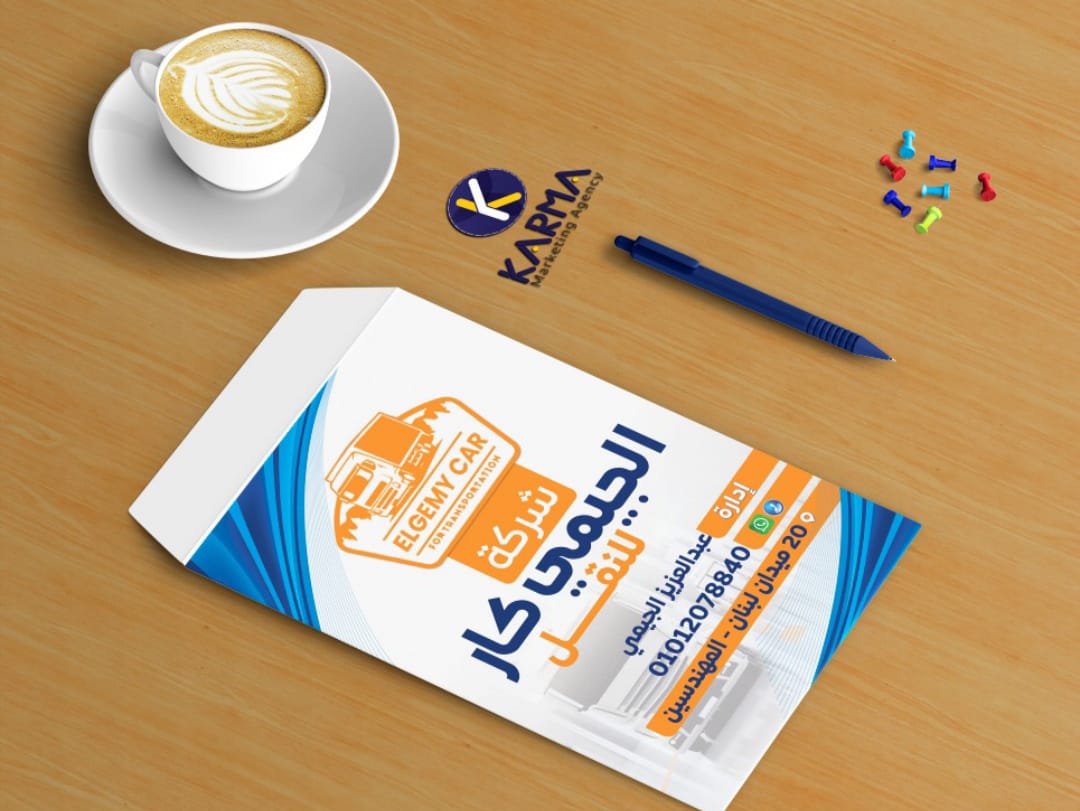 KARMA
Marketing Agency
ELGEMY CAR
FOR TRANSPORTATION
شركة
الجيمي كار
للنقل
إدارة
عبدالعزيز الجيمي
01012078840
20 ميدان لبنان - المهندسين